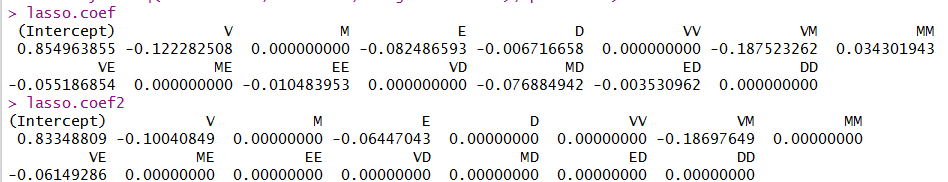 > lasso.coef
(Intercept) V M E D VV VM MM
0.854963855 -0.122282508 0.000000000 -0.082486593 -0.006716658 0.000000000 -0.187523262 0.034301943
VE ME EE VD MD ED DD
-0.055186854 0.000000000 -0.010483953 0.000000000 -0.076884942 -0.003530962 0.000000000
> lasso.coef2
(Intercept) V M E D VV VM MM
0.83348809 -0.10040849 0.00000000 -0.06447043 0.00000000 0.00000000 -0.18697649 0.00000000
VE ME EE VD MD ED DD
-0.06149286 0.00000000 0.00000000 0.00000000 0.00000000 0.00000000 0.00000000